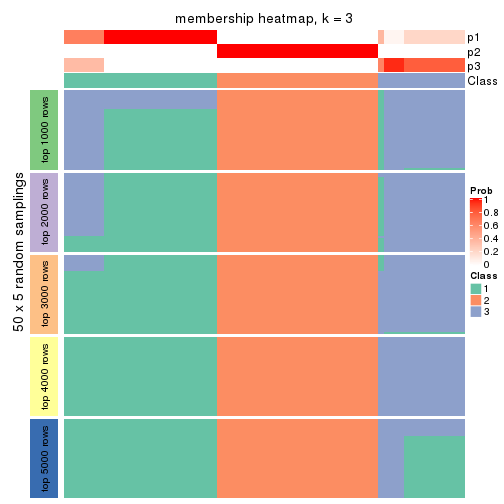 membership heatmap, k = 3
p1
p2
p3
Class
50 x 5 random samplings
top 1000 rows
top 2000 rows
top 3000 rows
top 4000 rows
top 5000 rows
Prob
1
0.8
0.6
0.4
0.2
0
Class
1
2
3